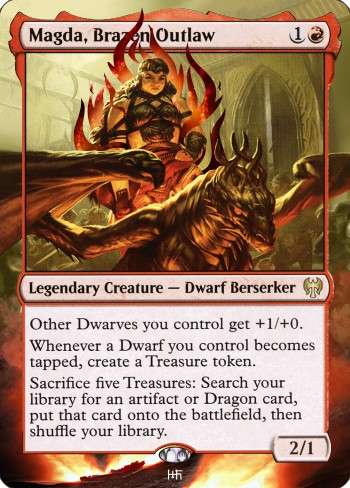 Magda, Brazen Outlaw 1
Legendary Creature — Dwarf Berserker
Other Dwarves you control get +1/+0.
Whenever a Dwarf you control becomes
tapped, create a Treasure token.
Sacrifice five Treasures: Search your
library for an artifact or Dragon card,
put that card onto the battlefield, then
shuffle your library.
2/1